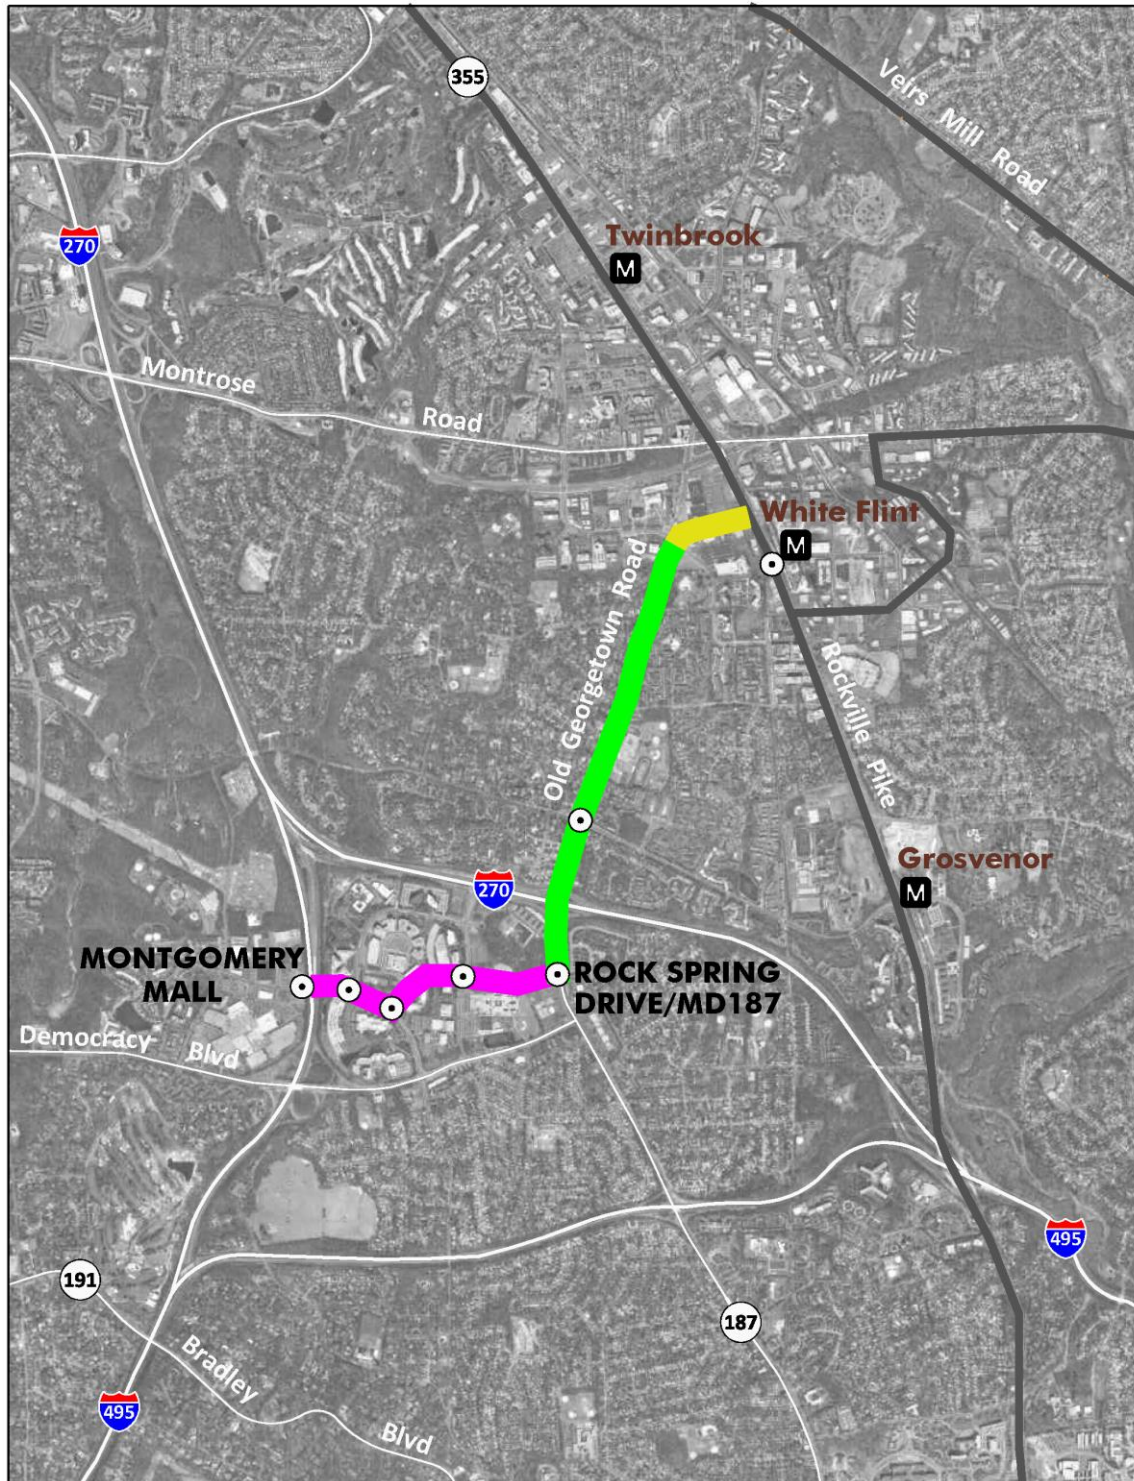 355
Veirs Mill Road
Twinbrook
M
270
Montrose
Road
White Flint
M
Old Georgetown Road
Rockville Pike
Grosvenor
M
270
MONTGOMERY
MALL
ROCK SPRING
DRIVE/MD187
Democracy
Blvd
495
191
187
Bradley
Blvd
495